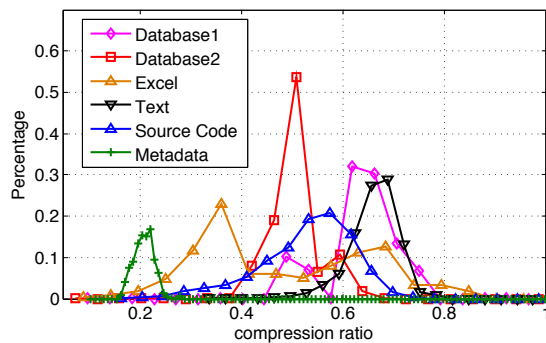 0.6
0.5
0.4
0.3
0.2
0.1
0
Percentage
Database1
Database2
Excel
Text
Source Code
Metadata
0.2 0.4 0.6 0.8 1
compression ratio